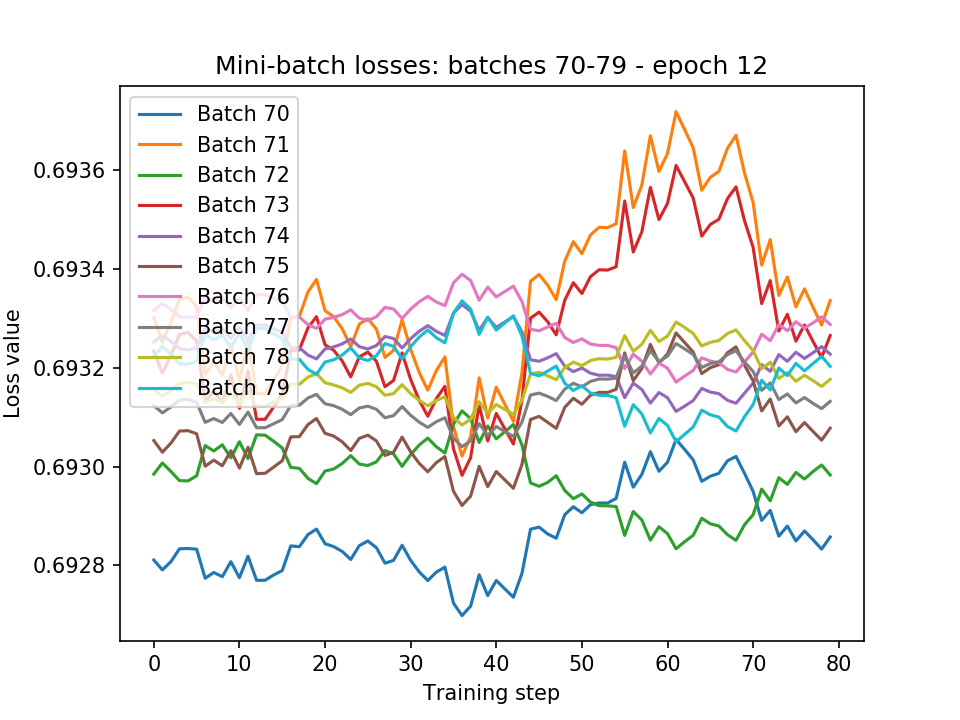 Mini-batch losses: batches 70-79 - epoch 12
Batch 70
Batch 71
Batch 72
Batch 73
Batch 74
Batch 75
Batch 76
Batch 77
Batch 78
Batch 79
0.6936
0.6934
0.6932
0.6930
0.6928
Loss value
0 10 20 30 40 50 60 70 80
Training step